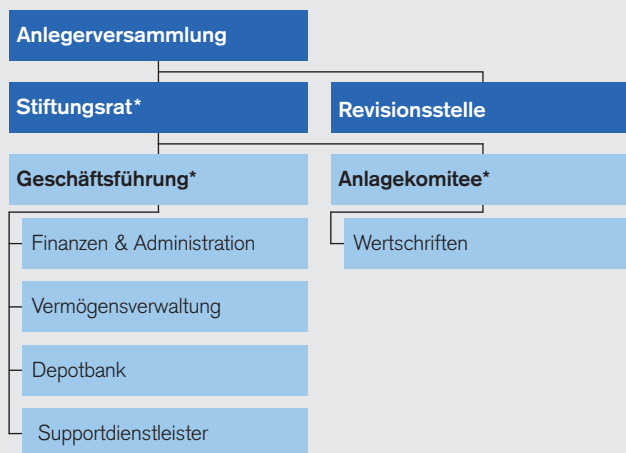 Anlegerversammlung
Stiftungsrat*
Revisionsstelle
Geschäftsführung*
Anlagekomitee*
Finanzen & Administration
Wertschriften
Vermögensverwaltung
Depotbank
Supportdienstleister